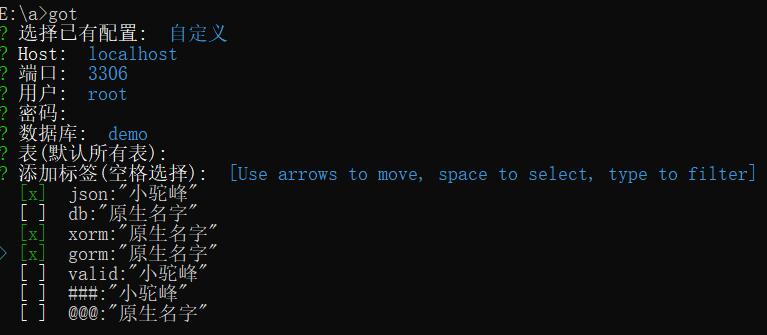 E:\a>got
? 选择已有配置: 自定义
? Host: localhost
? 端口: 3306
? 用户: root
? 密码:
? 数据库: demo
? 表(默认所有表):
? 添加标签(空格选择): [Use arrows to move, space to select, type to filter]
[x] json:"小驼峰"
[ ] db:"原生名字"
[x] xorm:"原生名字"
> [x] gorm:"原生名字"
[ ] valid:"小驼峰"
[ ] ###:"小驼峰"
[ ] @@@:"原生名字"